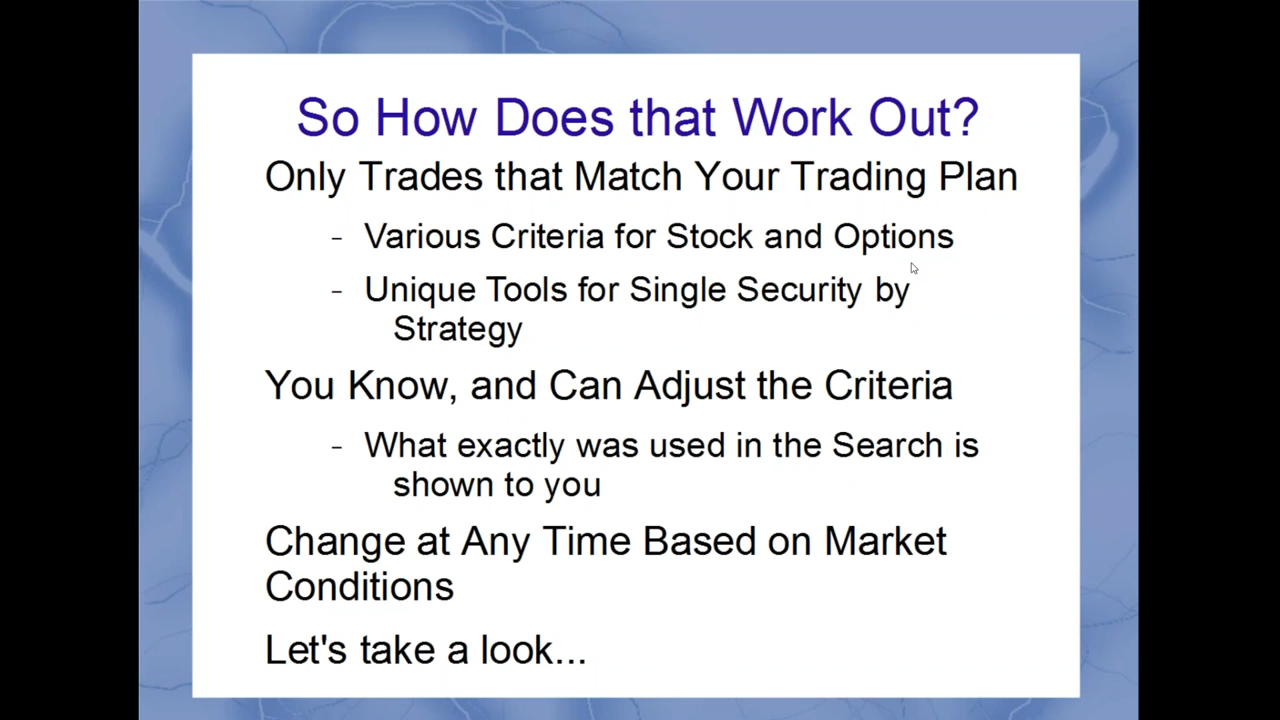 So How Does that Work Out?
Only Trades that Match Your Trading Plan
– Various Criteria for Stock and Options
– Unique Tools for Single Security by
Strategy
You Know, and Can Adjust the Criteria
– What exactly was used in the Search is
shown to you
Change at Any Time Based on Market
Conditions
Let's take a look...